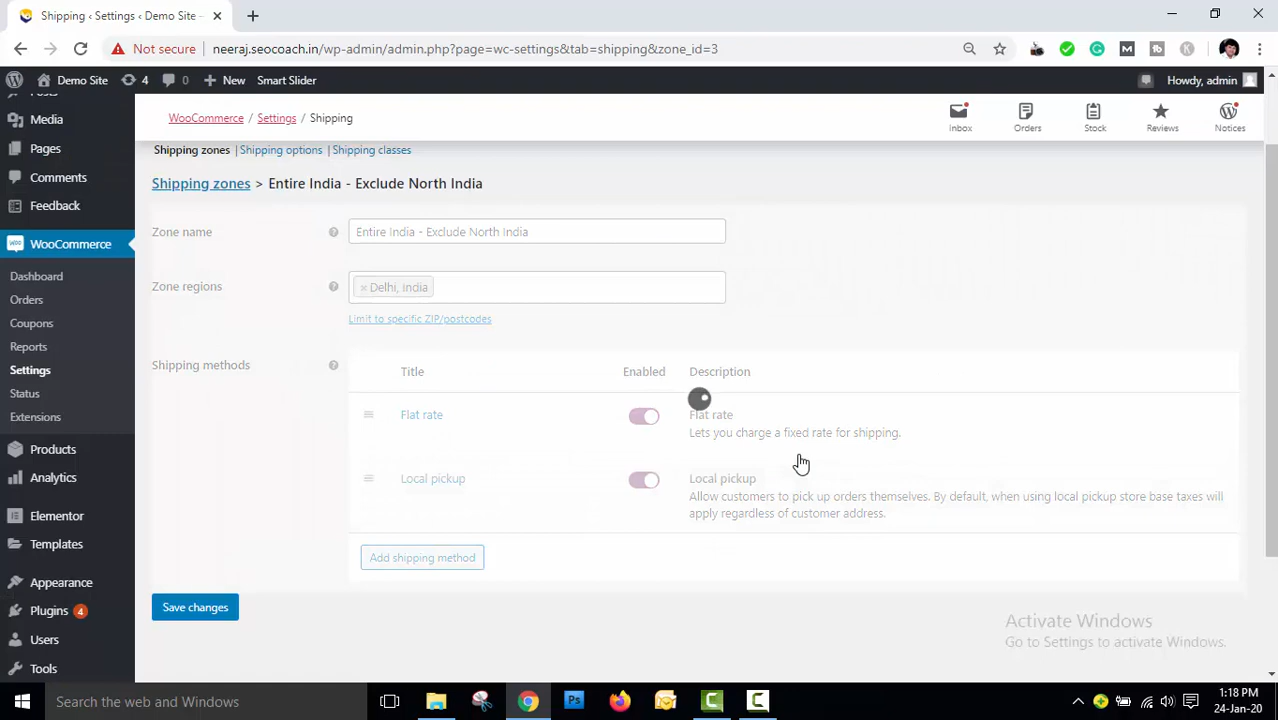 Shipping ‹ Settings ‹ Demo Site –
Not secure
neeraj.seocoach.in/wp-admin/admin.php?page=wc-settings&tab=shipping&zone_id=3
Demo Site
4
0
New
Smart Slider
Howdy, admin
Posts
Media
Pages
Comments
Feedback
WooCommerce
Dashboard
Orders
Coupons
Reports
Settings
Status
Extensions
Products
Analytics
Elementor
Templates
Appearance
Plugins 4
Users
Tools
WooCommerce / Settings / Shipping
Inbox
Orders
Stock
Reviews
Notices
Shipping zones | Shipping options | Shipping classes
Shipping zones > Entire India - Exclude North India
Zone name
Entire India - Exclude North India
Zone regions
× Delhi, india
Limit to specific ZIP/postcodes
Shipping methods
Title Enabled Description
Flat rate
Flat rate
Lets you charge a fixed rate for shipping.
Local pickup
Local pickup
Allow customers to pick up orders themselves. By default, when using local pickup store base taxes will
apply regardless of customer address.
Add shipping method
Save changes
Activate Windows
Go to Settings to activate Windows.
Search the web and Windows
Ps
1:18 PM
24-Jan-20